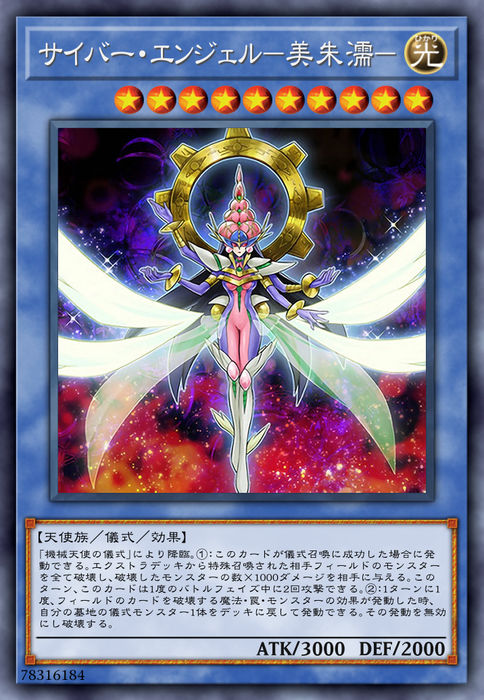 サイバー・エンジェル－美朱濡－
ひかり
光
【天使族／儀式／効果】
「機械天使の儀式」により降臨。①：このカードが儀式召喚に成功した場合に発
動できる。エクストラデッキから特殊召喚された相手フィールドのモンスター
を全て破壊し、破壊したモンスターの数×1000ダメージを相手に与える。この
ターン、このカードは1度のバトルフェイズ中に2回攻撃できる。②：1ターンに1
度、フィールドのカードを破壊する魔法・罠・モンスターの効果が発動した時、
自分の墓地の儀式モンスター1体をデッキに戻して発動できる。その発動を無効
にし破壊する。
ATK/3000 DEF/2000
78316184